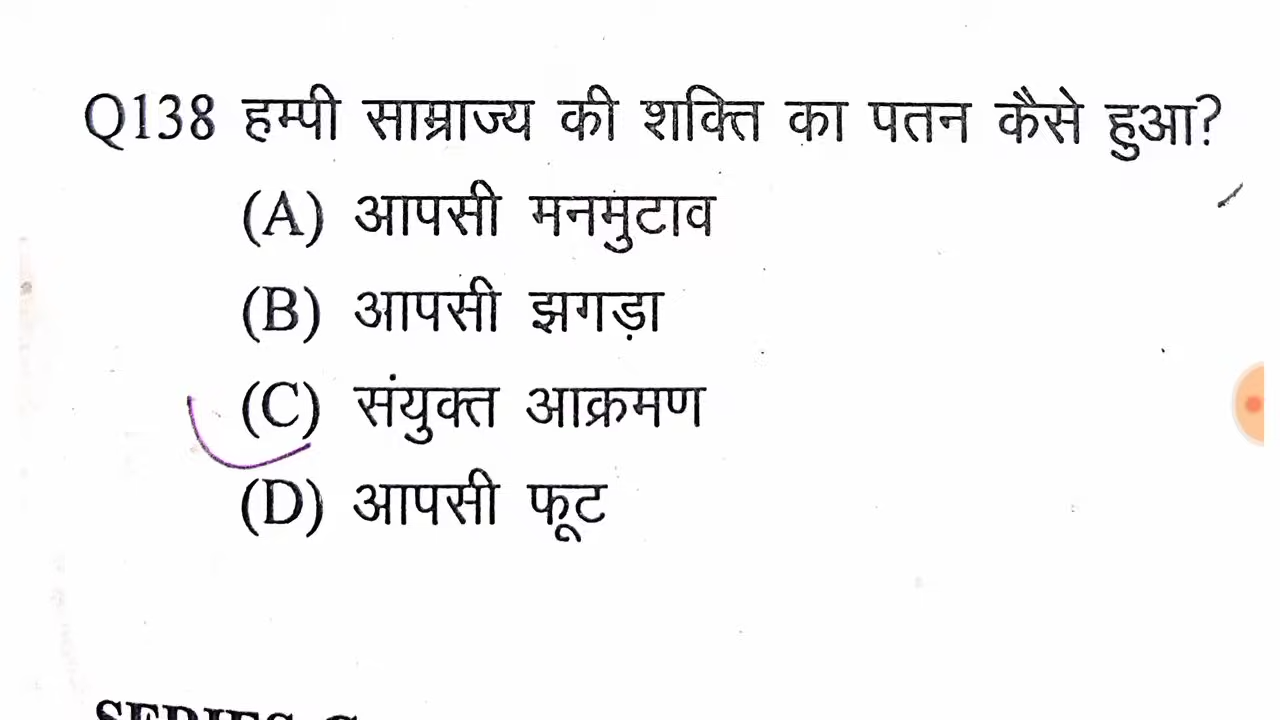 Q138 हम्पी साम्राज्य की शक्ति का पतन कैसे हुआ?
(A) आपसी मनमुटाव
(B) आपसी झगड़ा
(C) संयुक्त आक्रमण
(D) आपसी फूट